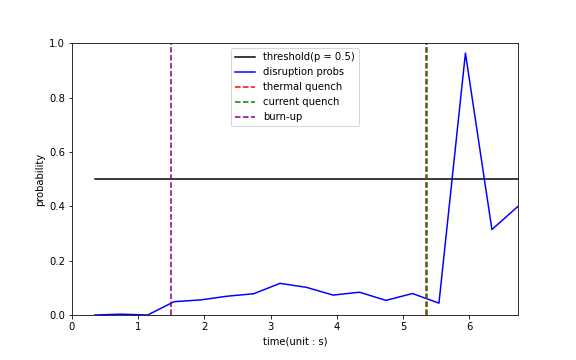 1.0
0.8
0.6
0.4
0.2
0.0
probability
threshold(p = 0.5)
disruption probs
thermal quench
current quench
burn-up
0 1 2 3 4 5 6
time(unit : s)